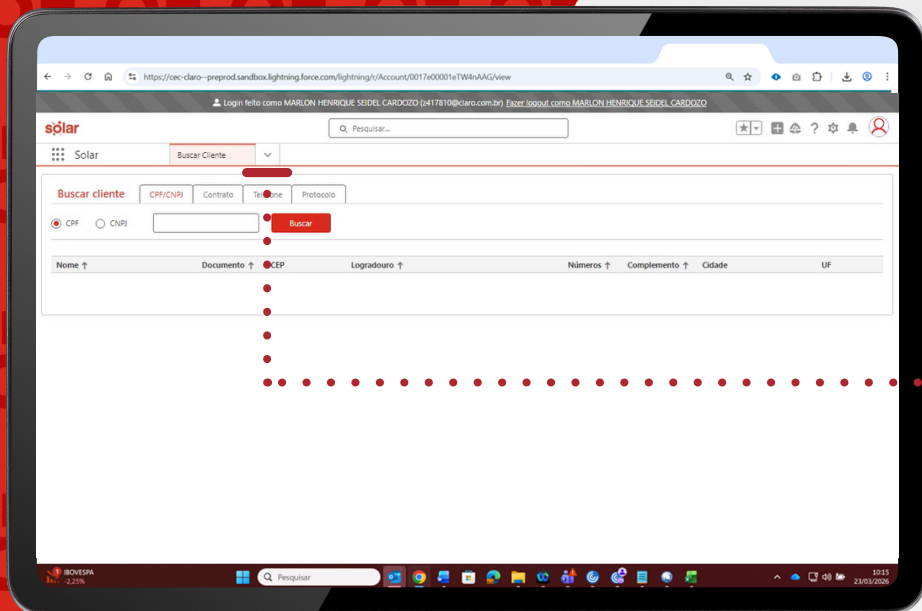 https://cec-claro--preprod.sandbox.lightning.force.com/lightning/r/Account/0017e00001eTW4nAAG/view
Login feito como MARLON HENRIQUE SEIDEL CARDOZO (z417810@claro.com.br) Fazer logout como MARLON HENRIQUE SEIDEL CARDOZO
solar
Pesquisar...
Solar
Buscar Cliente
Buscar cliente
CPF/CNPJ
Contrato
Telefone
Protocolo
CPF
CNPJ
Buscar
Nome ↑ Documento ↑ CEP Logradouro ↑ Números ↑ Complemento ↑ Cidade UF
1
IBOVESPA
-2,25%
Pesquisar
10:15
23/03/2026